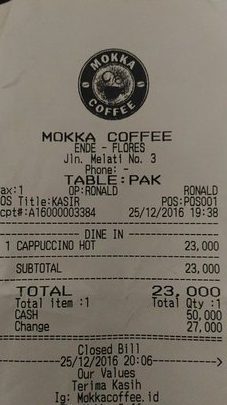 MOKKA
COFFEE
MOKKA COFFEE
ENDE - FLORES
Jln. Melati No. 3
Phone: -
TABLE:PAK
ax:1 OP:RONALD RONALD
OS Title:KASIR POS:POS001
cpt#:A16000003384 25/12/2016 19:38
DINE IN
1 CAPPUCINO HOT 23,000
SUBTOTAL 23,000
TOTAL 23,000
Total item :1 Total Qty :1
CASH 50,000
Change 27,000
Closed Bill
25/12/2016 20:06
Our Values
Terima Kasih
Ig: Mokkacoffee.id